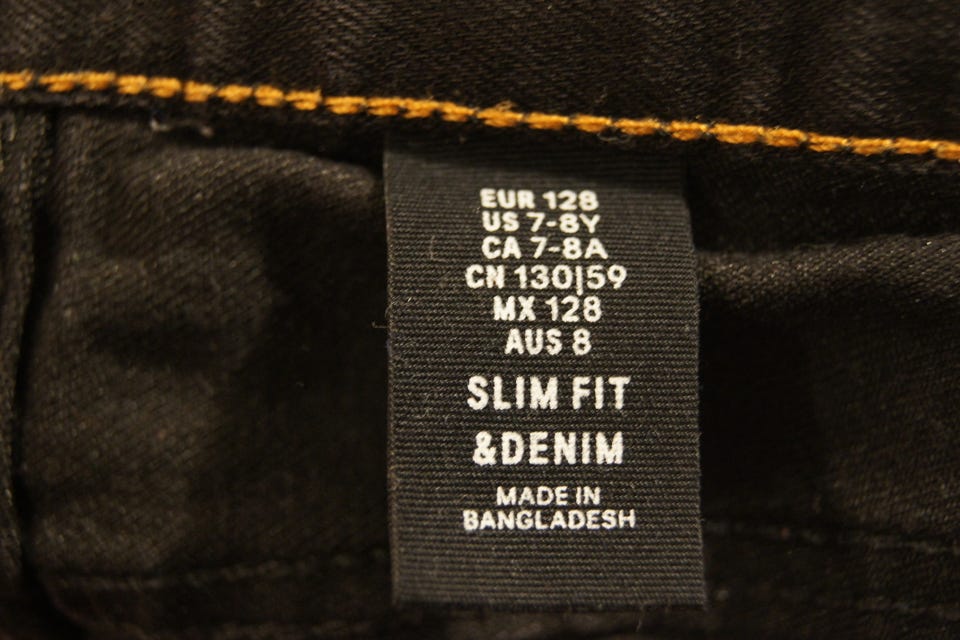 EUR 128
US 7-8Y
CA 7-8A
CN 130|59
MX 128
AUS 8
SLIM FIT
&DENIM
MADE IN
BANGLADESH